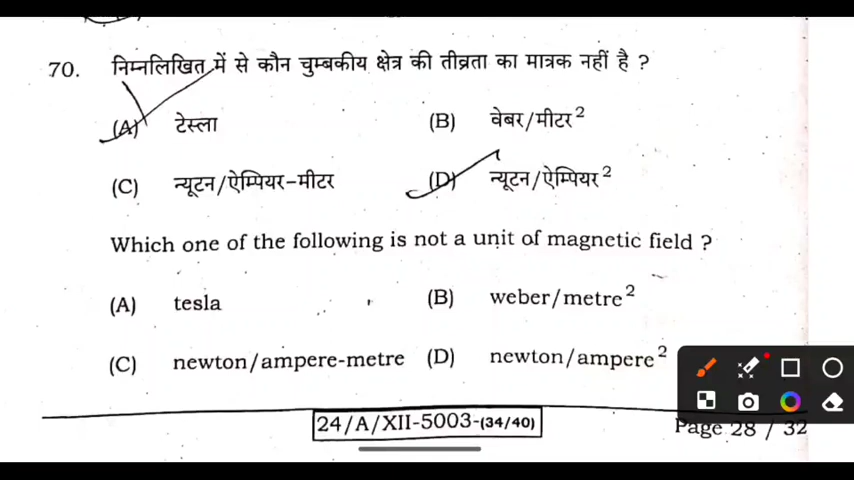 70. निम्नलिखित में से कौन चुम्बकीय क्षेत्र की तीव्रता का मात्रक नहीं है ?
(A) टेस्ला (B) वेबर/मीटर²
(C) न्यूटन/ऐम्पियर-मीटर (D) न्यूटन/ऐम्पियर²
Which one of the following is not a unit of magnetic field ?
(A) tesla (B) weber/metre²
(C) newton/ampere-metre (D) newton/ampere²
24/A/XII-5003-(34/40) Page 28 / 32